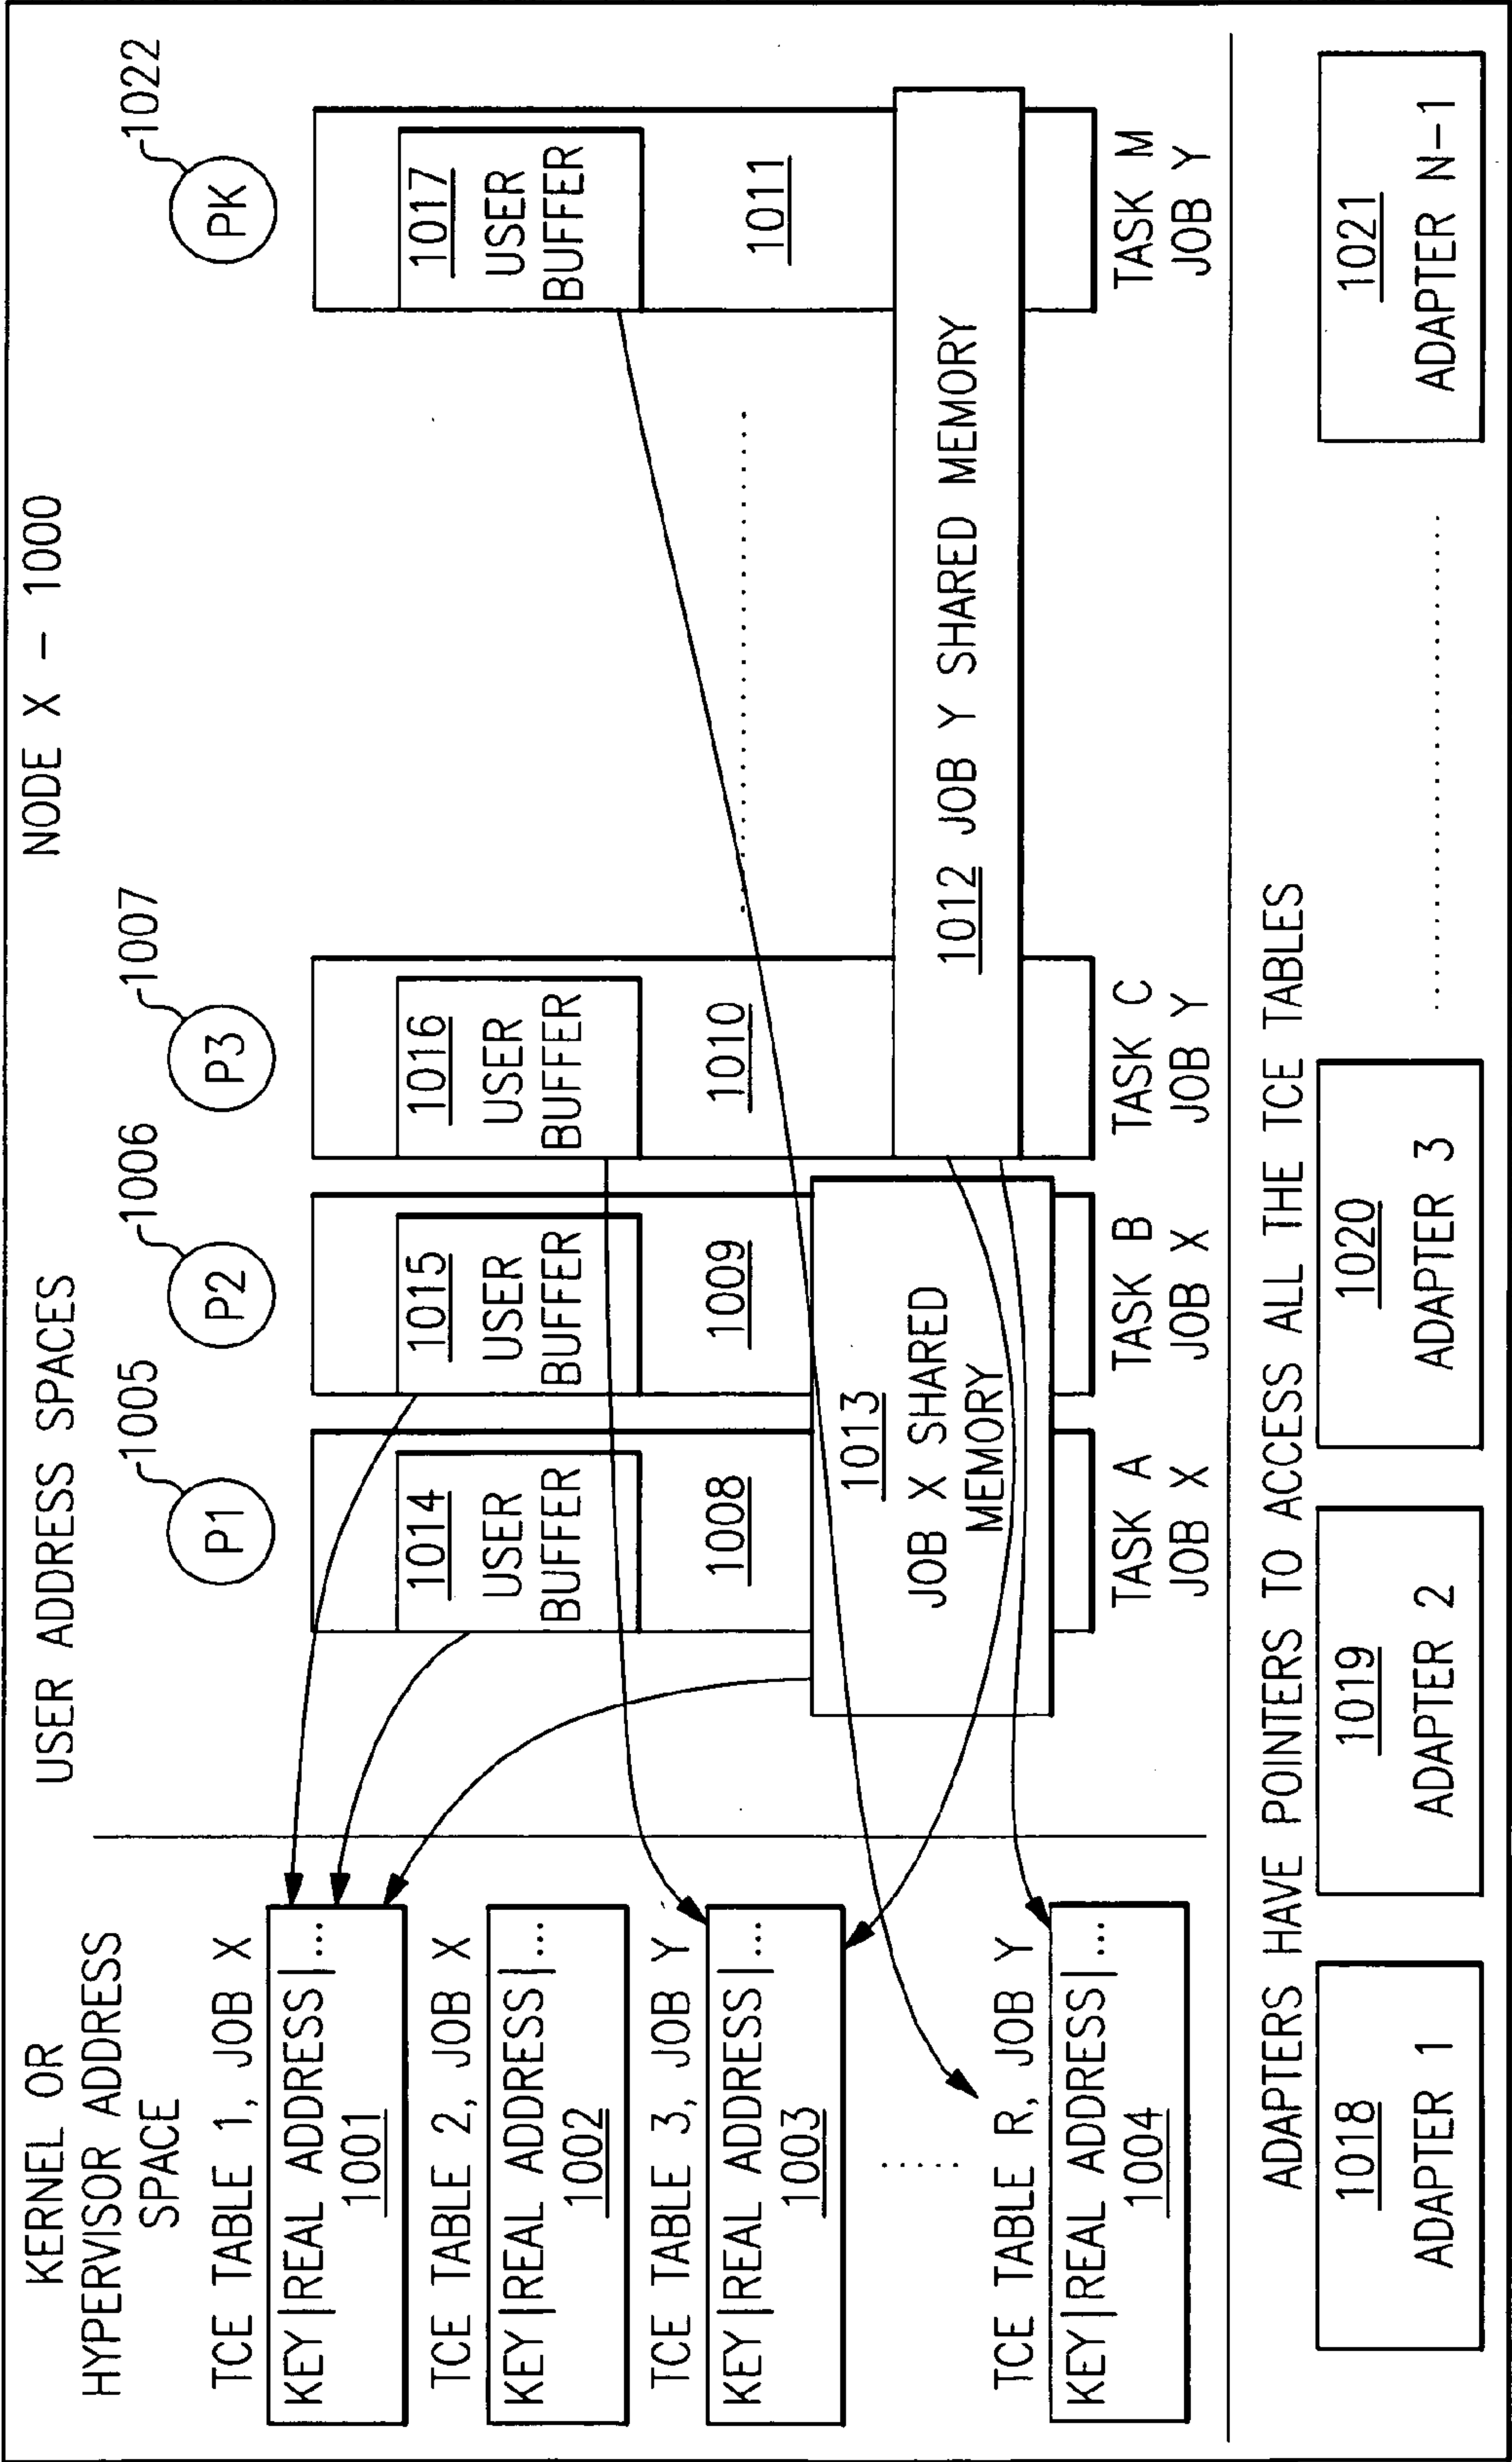 NODE X – 1000
KERNEL OR
HYPERVISOR ADDRESS
SPACE
USER ADDRESS SPACES
TCE TABLE 1, JOB X
KEY|REAL ADDRESS|...
1001
TCE TABLE 2, JOB X
KEY|REAL ADDRESS|...
1002
TCE TABLE 3, JOB Y
KEY|REAL ADDRESS|...
1003
......
TCE TABLE R, JOB Y
KEY|REAL ADDRESS|...
1004
P1
1005
P2
1006
P3
1007
PK
1022
1014
USER
BUFFER
1008
1015
USER
BUFFER
1009
1016
USER
BUFFER
1010
1017
USER
BUFFER
1011
1013
JOB X SHARED
MEMORY
1012 JOB Y SHARED MEMORY
TASK A
JOB X
TASK B
JOB X
TASK C
JOB Y
TASK M
JOB Y
ADAPTERS HAVE POINTERS TO ACCESS ALL THE TCE TABLES
1018
ADAPTER 1
1019
ADAPTER 2
1020
ADAPTER 3
1021
ADAPTER N–1